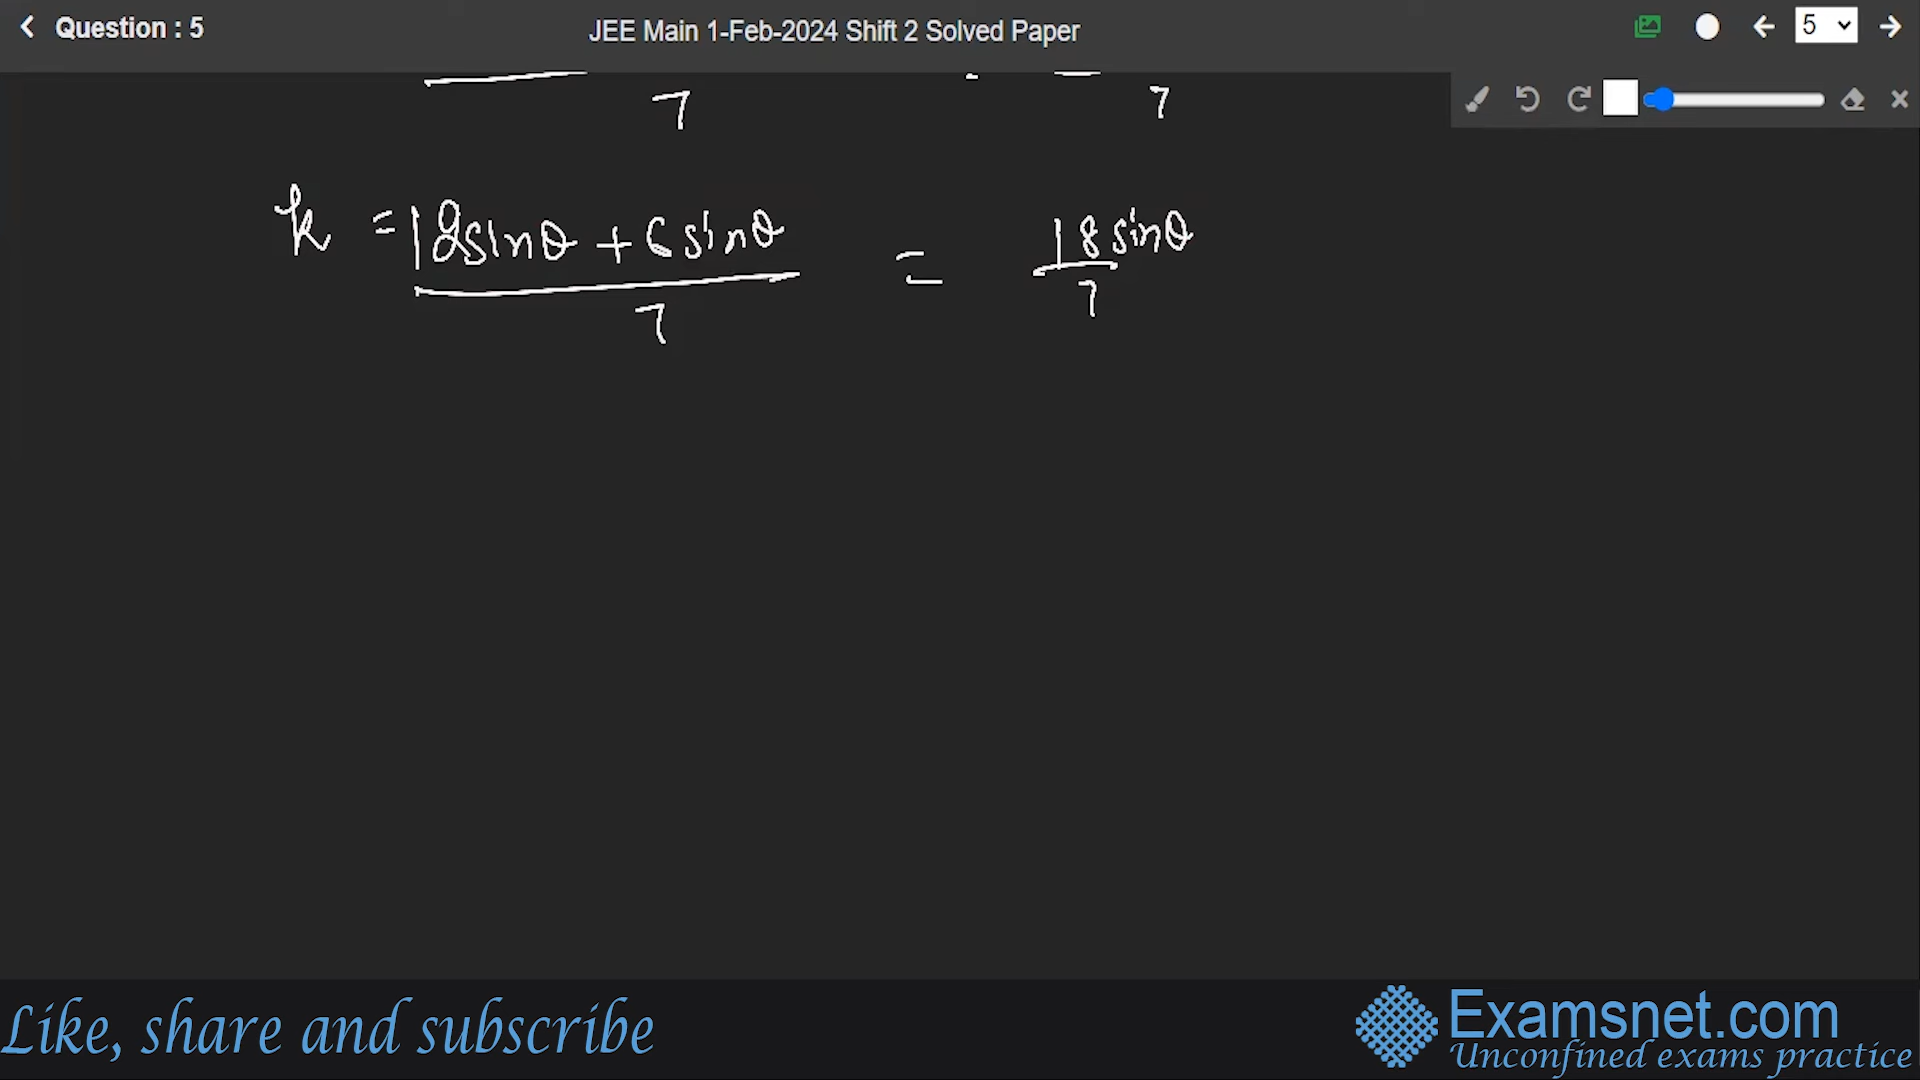 Question : 5
JEE Main 1-Feb-2024 Shift 2 Solved Paper
5
7
7
k = 12sinθ + 6sinθ = 18sinθ
7
7
Like, share and subscribe
Examsnet.com
Unconfined exams practice